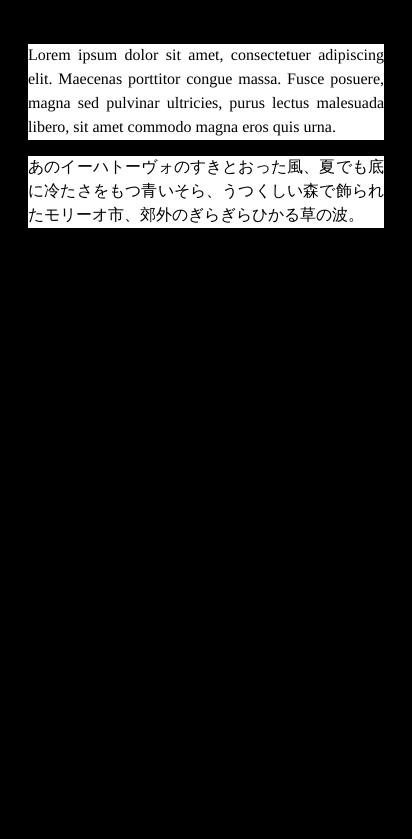 Lorem ipsum dolor sit amet, consectetuer adipiscing
elit. Maecenas porttitor congue massa. Fusce posuere,
magna sed pulvinar ultricies, purus lectus malesuada
libero, sit amet commodo magna eros quis urna.
あのイーハトーヴォのすきとおった風、夏でも底
に冷たさをもつ青いそら、うつくしい森で飾られ
たモリーオ市、郊外のぎらぎらひかる草の波。